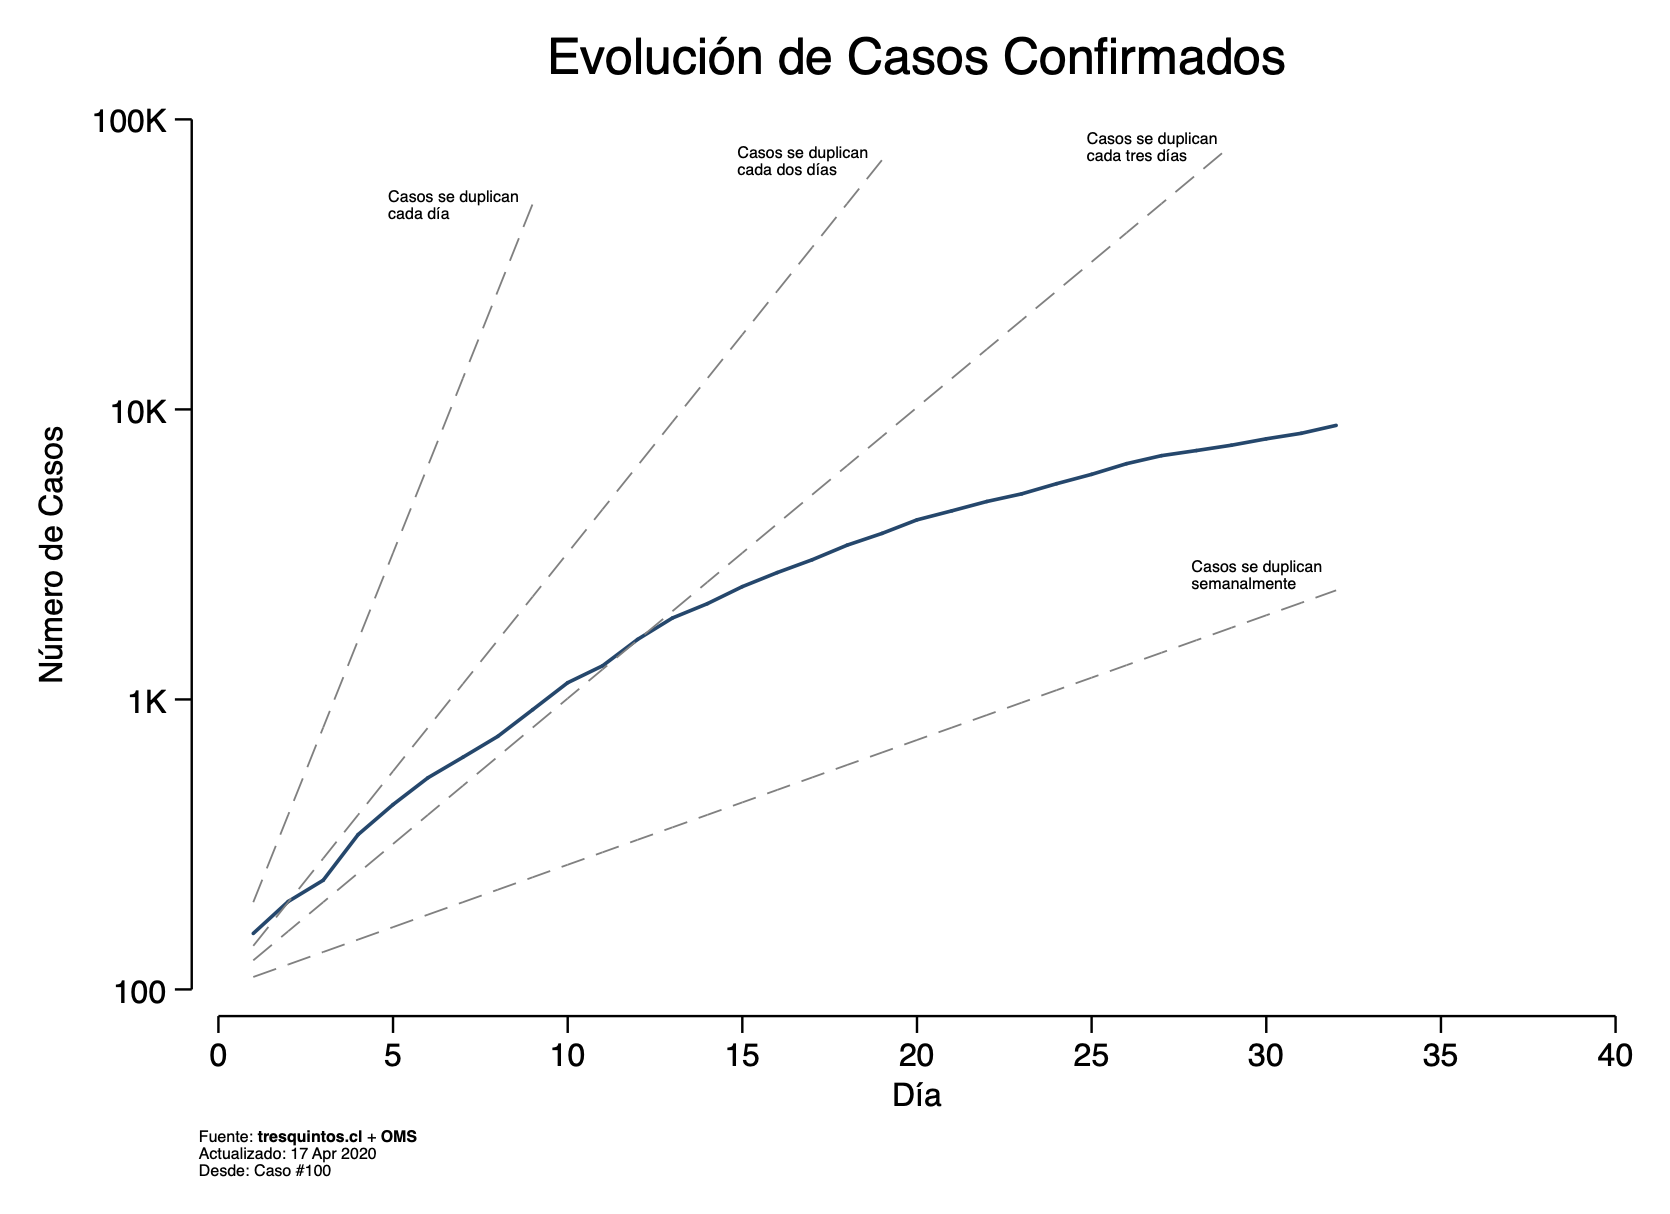 Evolución de Casos Confirmados
100K
10K
1K
100
Número de Casos
Casos se duplican
cada día
Casos se duplican
cada dos días
Casos se duplican
cada tres días
Casos se duplican
semanalmente
0 5 10 15 20 25 30 35 40
Día
Fuente: tresquintos.cl + OMS
Actualizado: 17 Apr 2020
Desde: Caso #100